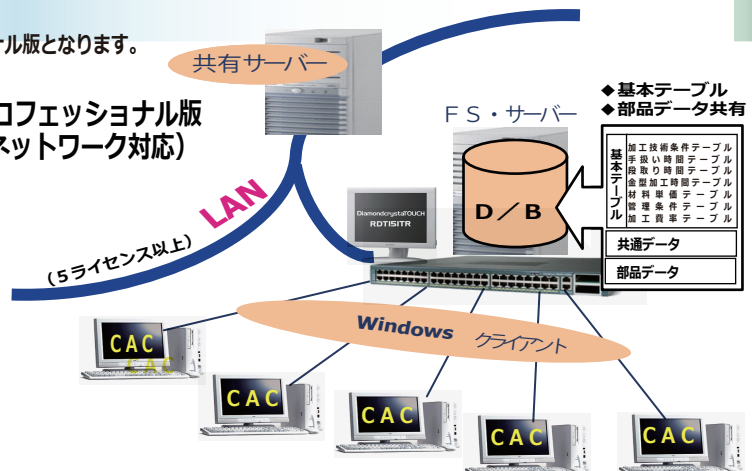 ナル版となります。
共有サーバー
ロフェッショナル版
ネットワーク対応）
ＦＳ・サーバー
◆基本テーブル
◆部品データ共有
基本テーブル
加工技術条件テーブル
手扱い時間テーブル
段取り時間テーブル
金型加工時間テーブル
材料単価テーブル
管理条件テーブル
加工費率テーブル
共通データ
部品データ
D／B
LAN
DiamondcrystaTOUCH
RDT151TR
（5ライセンス以上）
Windows クライアント
CAC
CAC
CAC
CAC
CAC
CAC